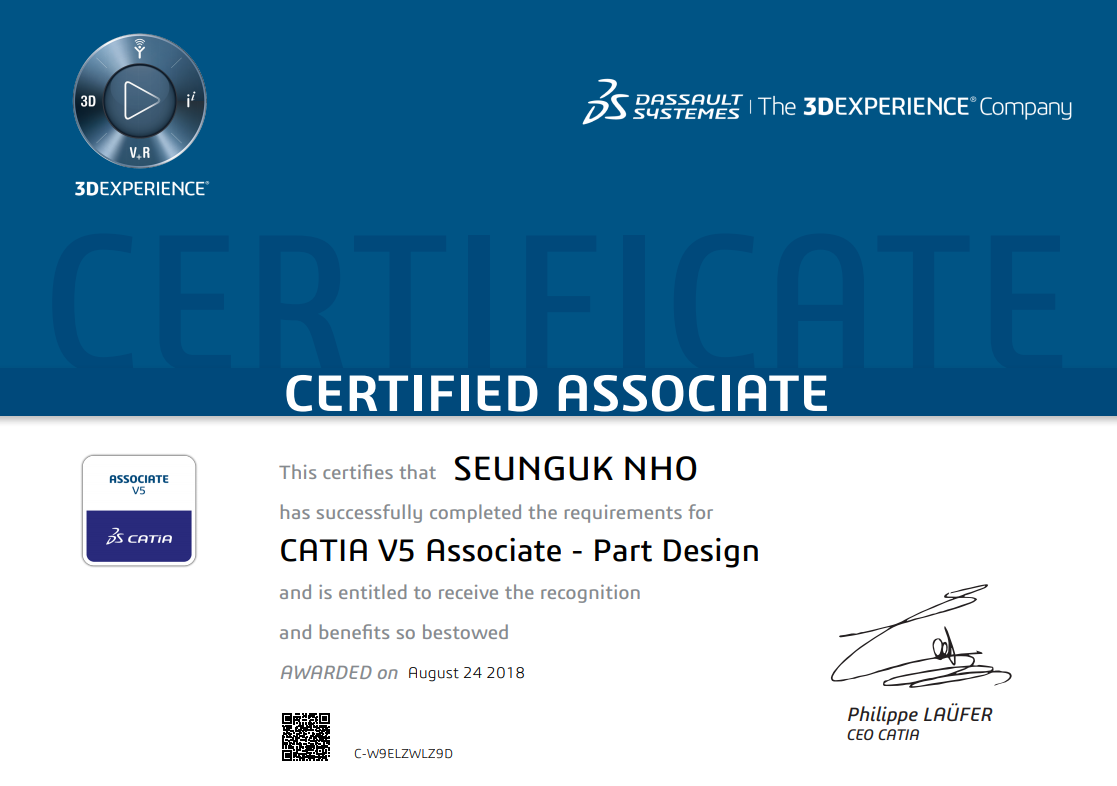 3D
i
V+R
3DEXPERIENCE®
DASSAULT SYSTEMES | The 3DEXPERIENCE® Company
CERTIFICATE
CERTIFIED ASSOCIATE
ASSOCIATE
V5
CATIA
This certifies that SEUNGUK NHO
has successfully completed the requirements for
CATIA V5 Associate - Part Design
and is entitled to receive the recognition
and benefits so bestowed
AWARDED on August 24 2018
Philippe LAÜFER
CEO CATIA
C-W9ELZWLZ9D